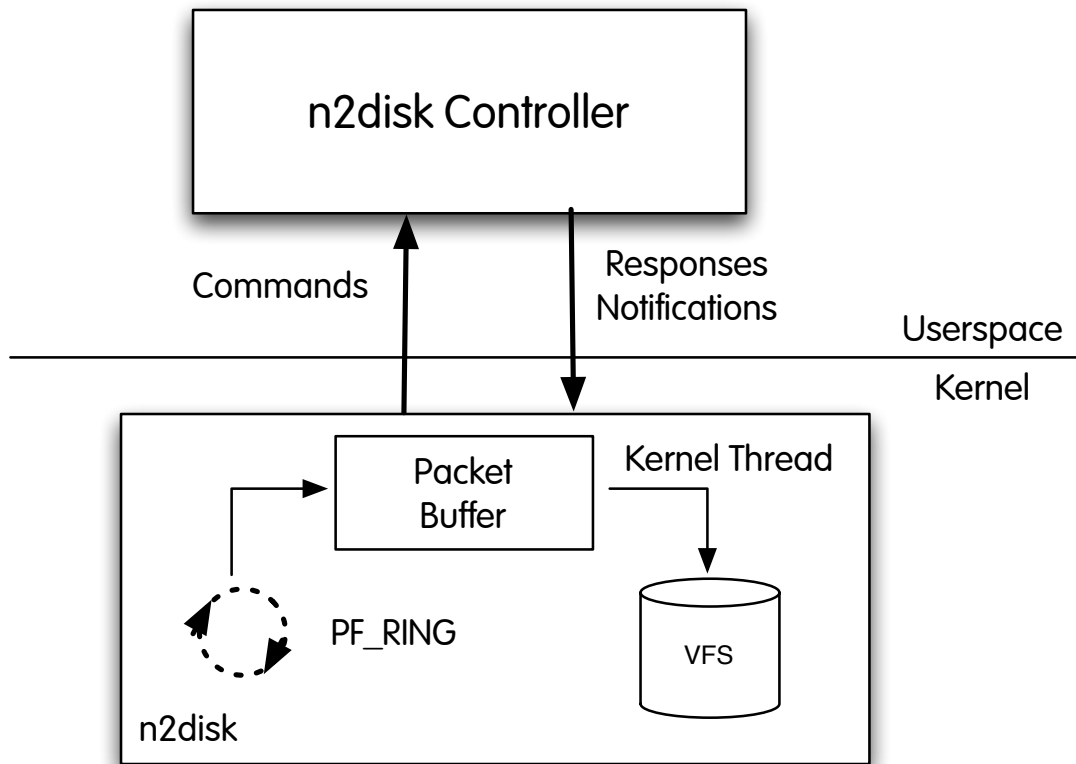 n2disk Controller
Commands
Responses
Notifications
Userspace
Kernel
Packet
Buffer
Kernel Thread
PF_RING
VFS
n2disk